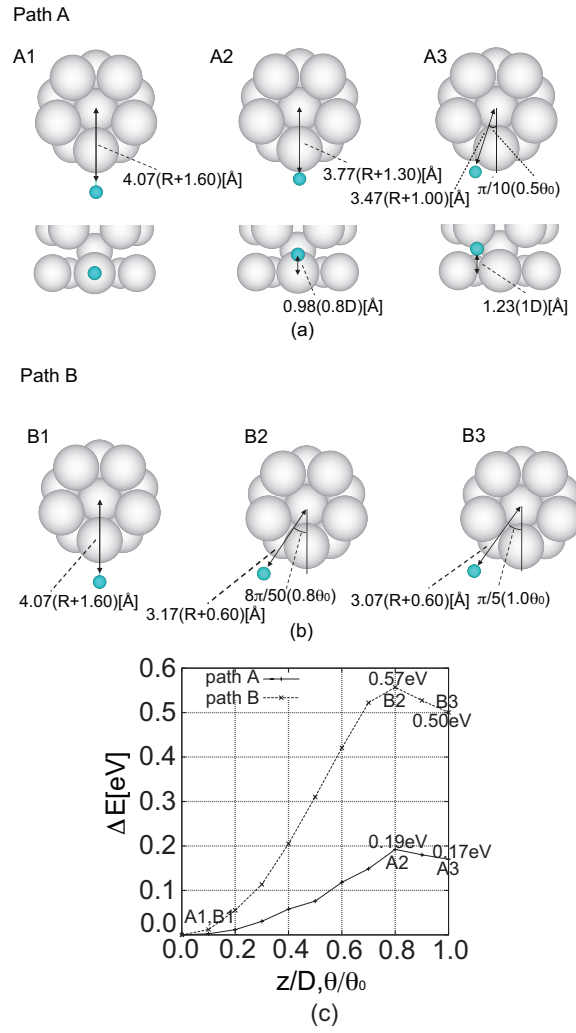 Path A
A1
A2
A3
4.07(R+1.60)[Å]
3.77(R+1.30)[Å]
3.47(R+1.00)[Å]
π/10(0.5θ₀)
0.98(0.8D)[Å]
1.23(1D)[Å]
(a)
Path B
B1
B2
B3
4.07(R+1.60)[Å]
3.17(R+0.60)[Å]
8π/50(0.8θ₀)
3.07(R+0.60)[Å]
π/5(1.0θ₀)
(b)
path A
path B
0.57eV
B2
B3
0.50eV
0.19eV
A2
0.17eV
A3
A1,B1
0.6
0.5
0.4
0.3
0.2
0.1
0.0
ΔE[eV]
0.0 0.2 0.4 0.6 0.8 1.0
z/D,θ/θ₀
(c)